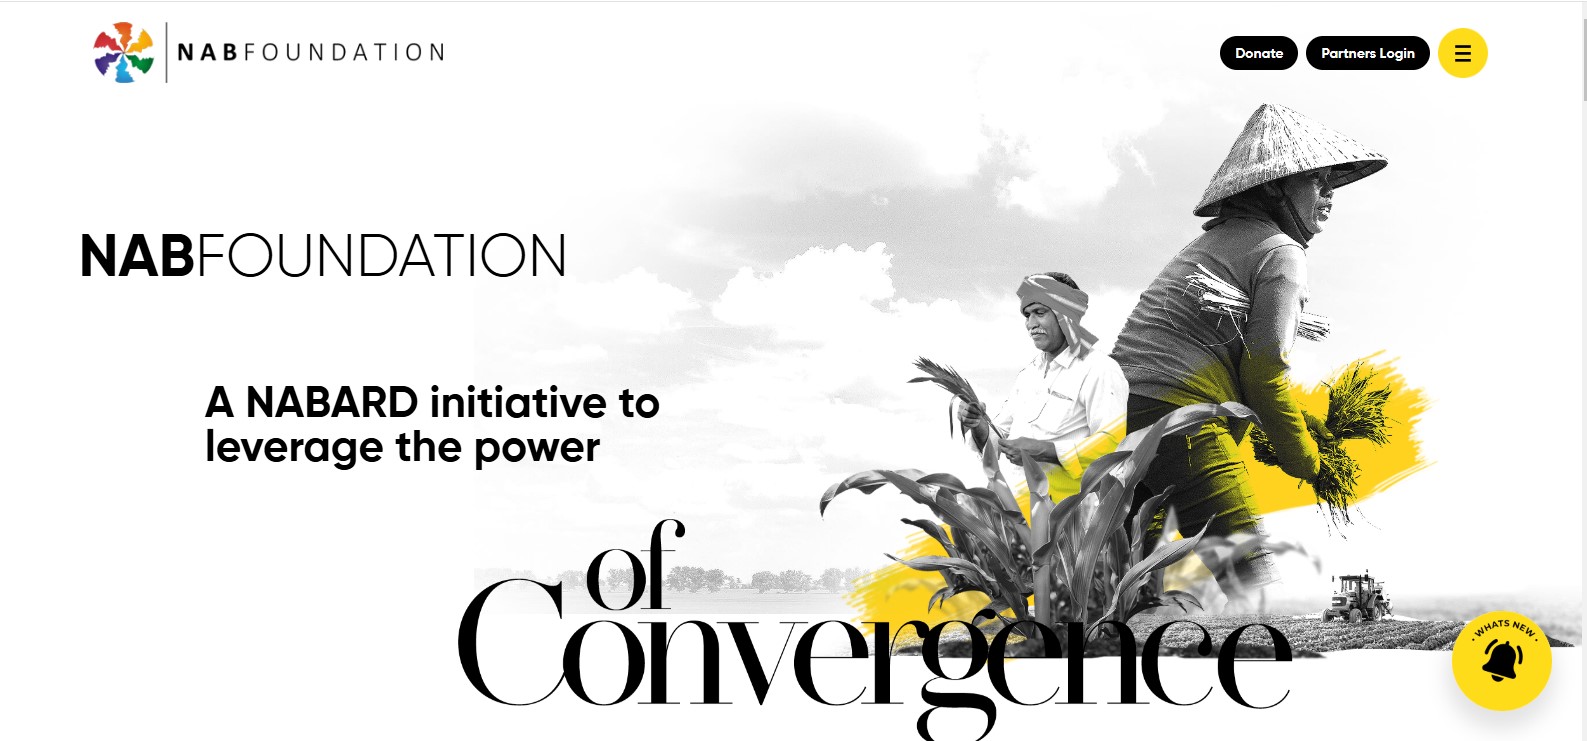 NABFOUNDATION
Donate
Partners Login
NABFOUNDATION
A NABARD initiative to
leverage the power
of
Convergence
WHATS NEW